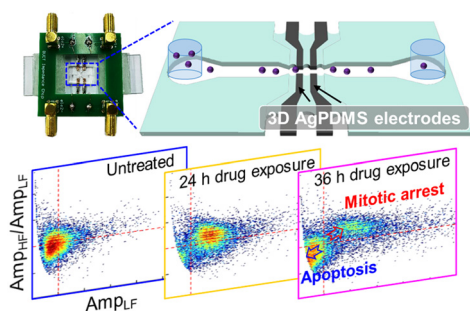 3D AgPDMS electrodes
Untreated
24 h drug exposure
36 h drug exposure
Mitotic arrest
Apoptosis
Amp_HF/Amp_LF
Amp_LF